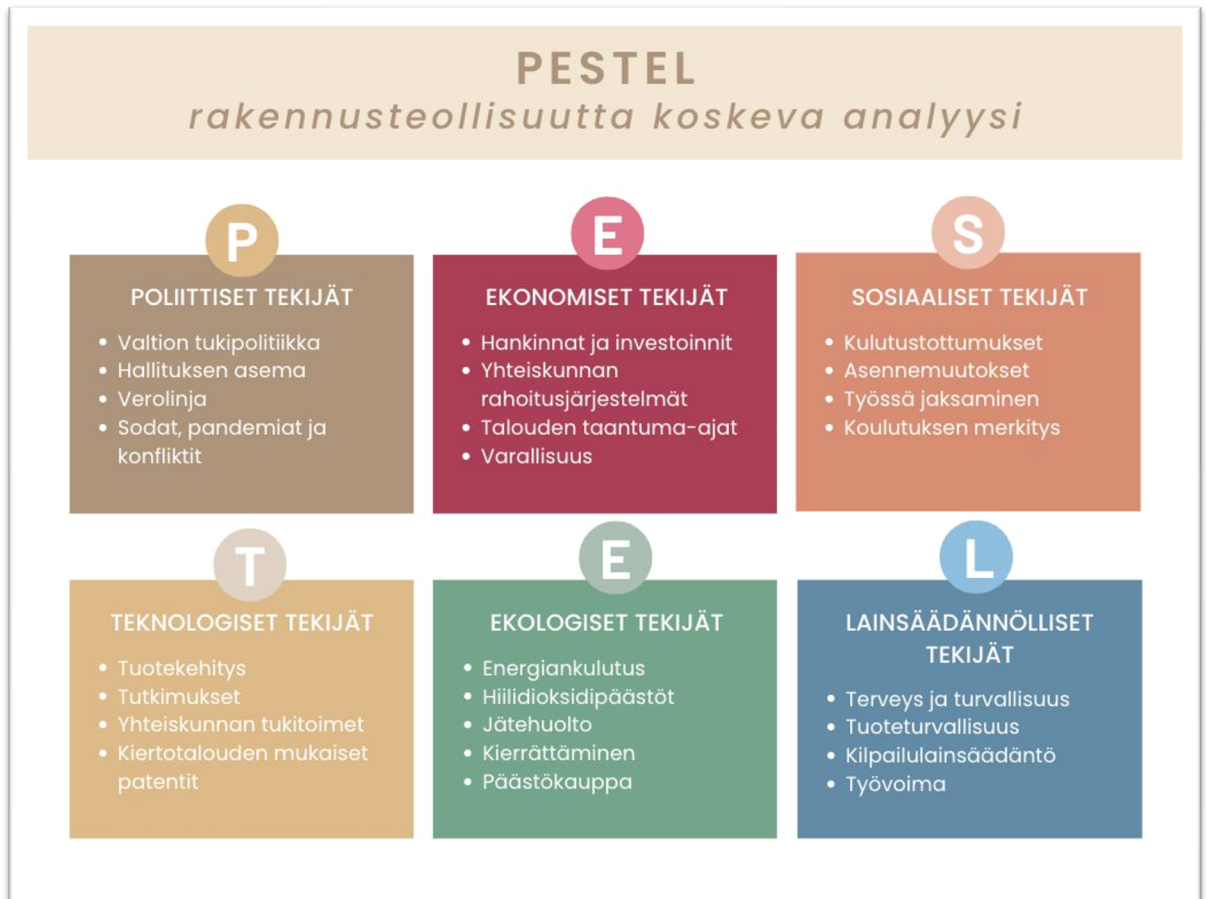 PESTEL
rakennusteollisuutta koskeva analyysi
P
POLIITTISET TEKIJÄT
• Valtion tukipolitiikka
• Hallituksen asema
• Verolinja
• Sodat, pandemiat ja
konfliktit
E
EKONOMISET TEKIJÄT
• Hankinnat ja investoinnit
• Yhteiskunnan
rahoitusjärjestelmät
• Talouden taantuma-ajat
• Varallisuus
S
SOSIAALISET TEKIJÄT
• Kulutustottumukset
• Asennemuutokset
• Työssä jaksaminen
• Koulutuksen merkitys
T
TEKNOLOGISET TEKIJÄT
• Tuotekehitys
• Tutkimukset
• Yhteiskunnan tukitoimet
• Kiertotalouden mukaiset
patentit
E
EKOLOGISET TEKIJÄT
• Energiankulutus
• Hiilidioksidipäästöt
• Jätehuolto
• Kierrättäminen
• Päästökauppa
L
LAINSÄÄDÄNNÖLLISET
TEKIJÄT
• Terveys ja turvallisuus
• Tuoteturvallisuus
• Kilpailulainsäädäntö
• Työvoima